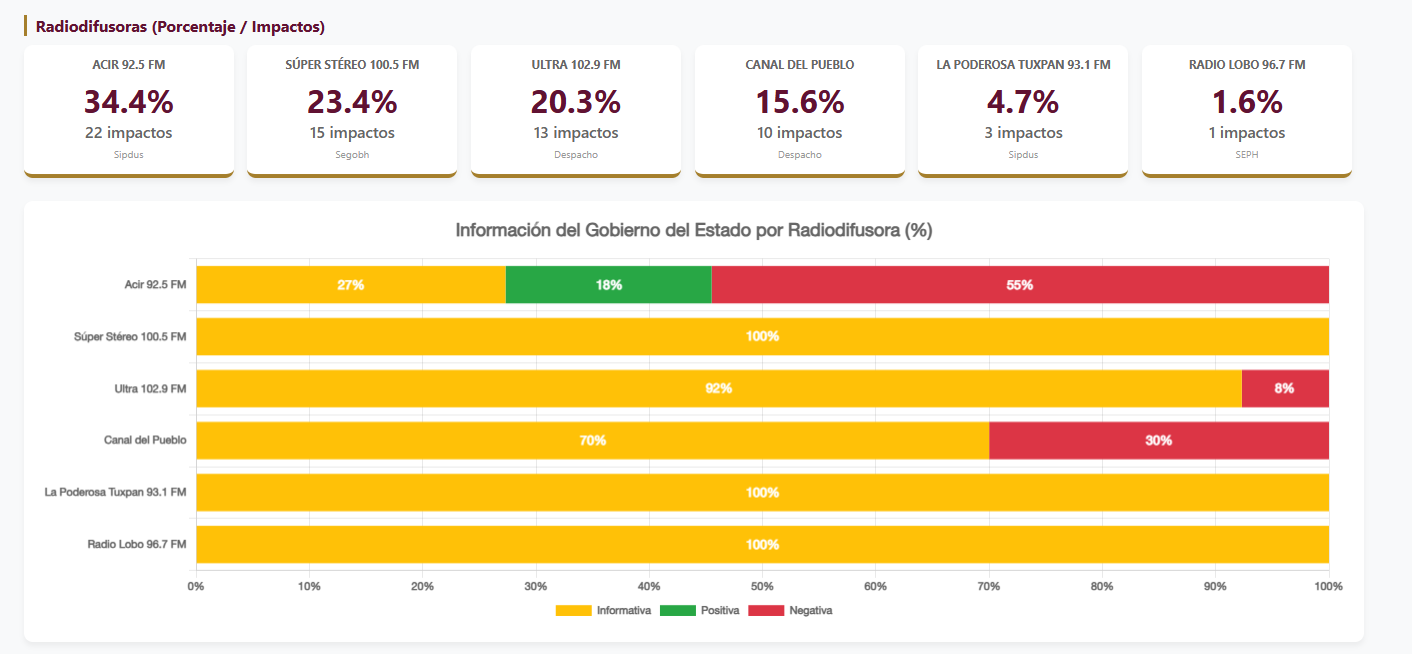 Radiodifusoras (Porcentaje / Impactos)
ACIR 92.5 FM
34.4%
22 impactos
Sipdus
SÚPER STÉREO 100.5 FM
23.4%
15 impactos
Segobh
ULTRA 102.9 FM
20.3%
13 impactos
Despacho
CANAL DEL PUEBLO
15.6%
10 impactos
Despacho
LA PODEROSA TUXPAN 93.1 FM
4.7%
3 impactos
Sipdus
RADIO LOBO 96.7 FM
1.6%
1 impactos
SEPH
Información del Gobierno del Estado por Radiodifusora (%)
Acir 92.5 FM 27% 18% 55%
Súper Stéreo 100.5 FM 100%
Ultra 102.9 FM 92% 8%
Canal del Pueblo 70% 30%
La Poderosa Tuxpan 93.1 FM 100%
Radio Lobo 96.7 FM 100%
0% 10% 20% 30% 40% 50% 60% 70% 80% 90% 100%
Informativa Positiva Negativa